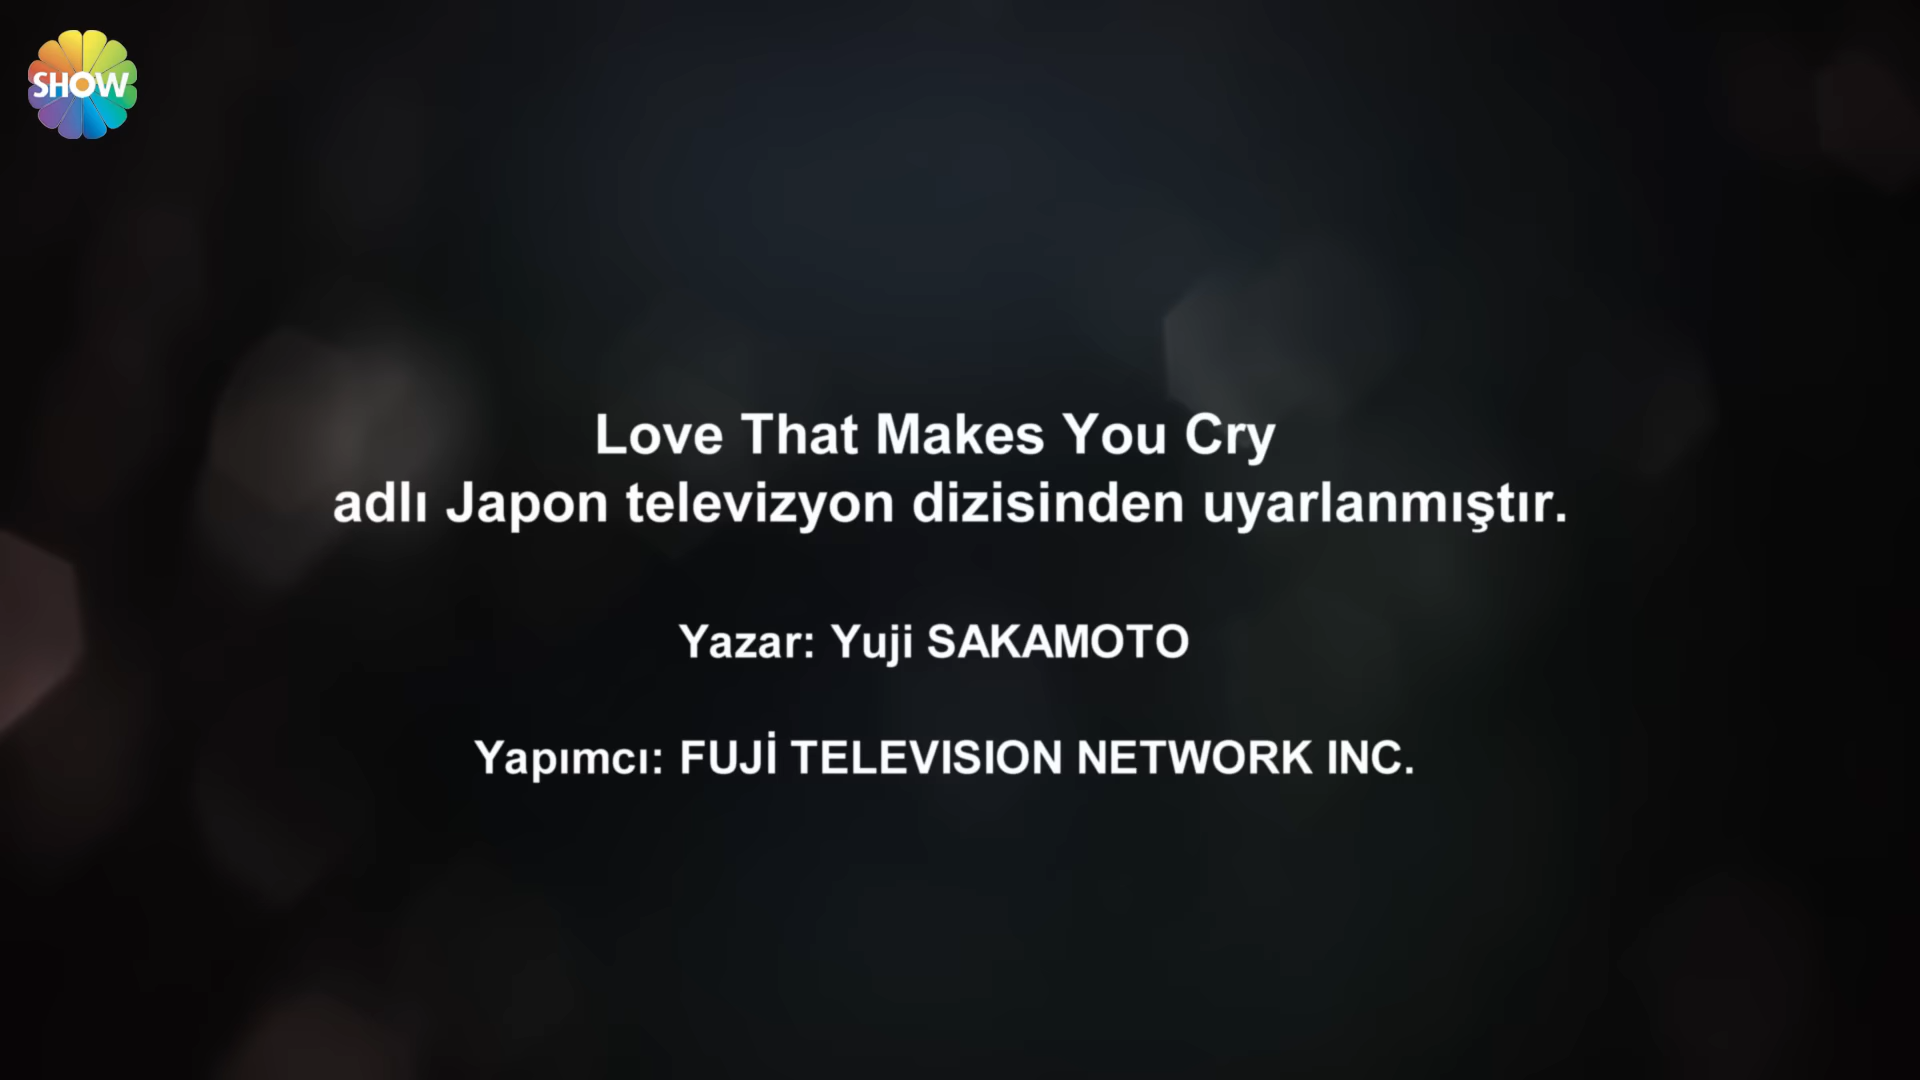 SHOW
Love That Makes You Cry
adlı Japon televizyon dizisinden uyarlanmıştır.
Yazar: Yuji SAKAMOTO
Yapımcı: FUJİ TELEVISION NETWORK INC.